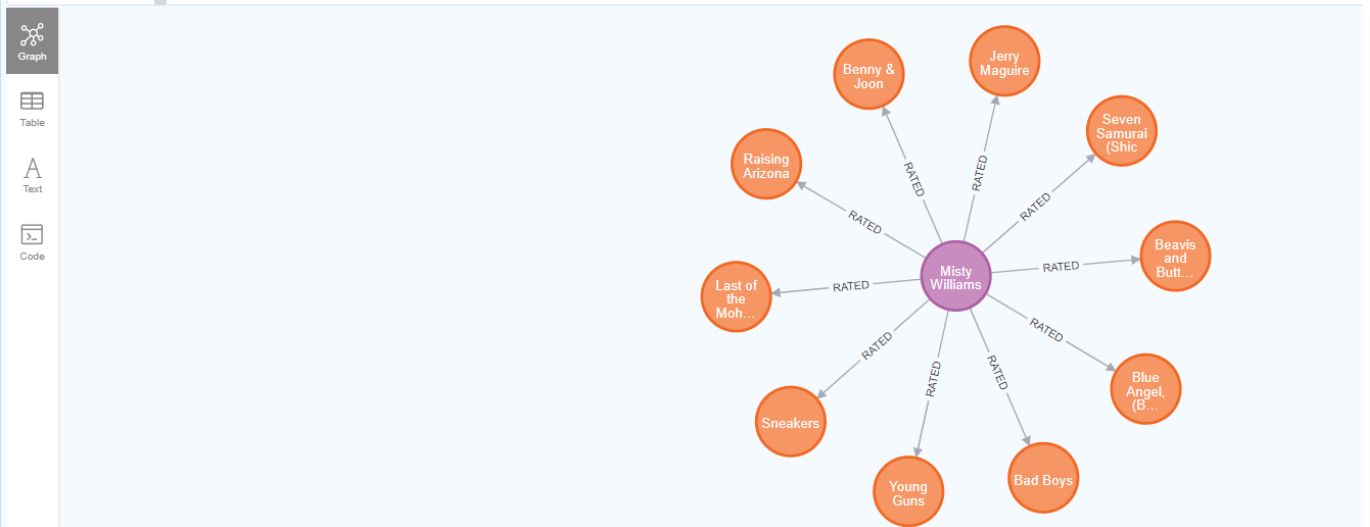 Graph
Table
Text
Code
Benny &
Joon
Jerry
Maguire
Seven
Samurai
(Shic
Raising
Arizona
Beavis
and
Butt...
Last of
the
Moh...
Misty
Williams
Blue
Angel,
(B...
Sneakers
Young
Guns
Bad Boys
RATED
RATED
RATED
RATED
RATED
RATED
RATED
RATED
RATED
RATED